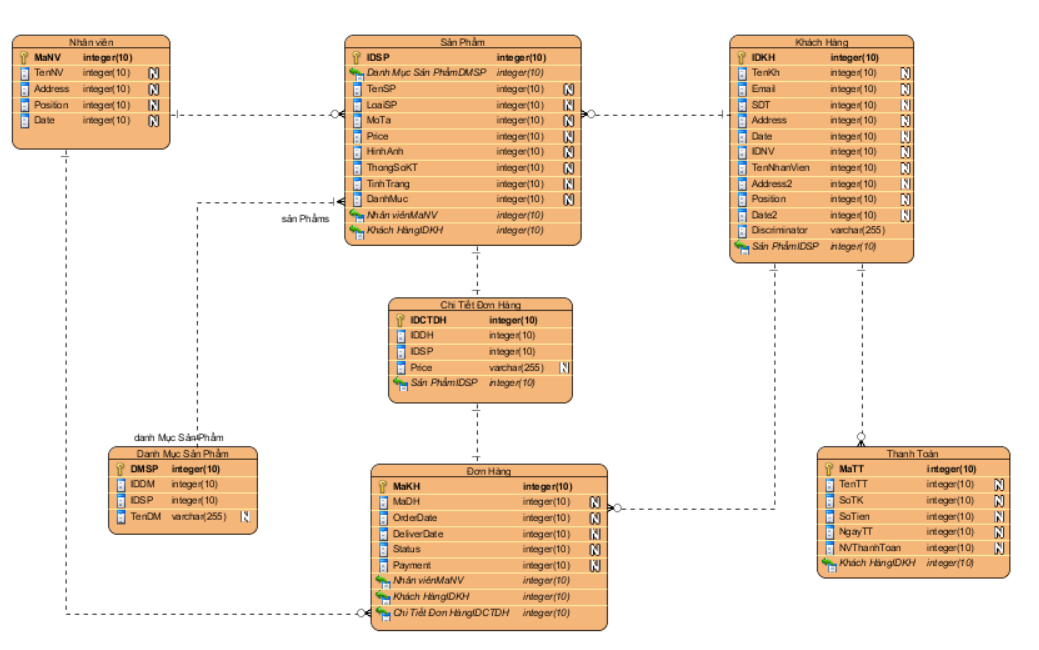 Nhân viên
MaNV integer(10)
TenNV integer(10) N
Address integer(10) N
Position integer(10) N
Date integer(10) N
Sản Phẩm
IDSP integer(10)
Danh Mục Sản PhẩmDMSP integer(10)
TenSP integer(10) N
LoaiSP integer(10) N
MoTa integer(10) N
Price integer(10) N
HinhAnh integer(10) N
ThongSoKT integer(10) N
TinhTrang integer(10) N
DanhMuc integer(10) N
Nhân viênMaNV integer(10)
Khách HàngIDKH integer(10)
Khách Hàng
IDKH integer(10)
TenKh integer(10) N
Email integer(10) N
SDT integer(10) N
Address integer(10) N
Date integer(10) N
IDNV integer(10) N
TenNhanVien integer(10) N
Address2 integer(10) N
Position integer(10) N
Date2 integer(10) N
Discriminator varchar(255)
Sản PhẩmIDSP integer(10)
sản Phẩms
Chi Tiết Đơn Hàng
IDCTDH integer(10)
IDDH integer(10)
IDSP integer(10)
Price varchar(255) N
Sản PhẩmIDSP integer(10)
danh Mục Sản Phẩm
Danh Mục Sản Phẩm
DMSP integer(10)
IDDM integer(10)
IDSP integer(10)
TenDM varchar(255) N
Đơn Hàng
MaKH integer(10)
MaDH integer(10) N
OrderDate integer(10) N
DeliverDate integer(10) N
Status integer(10) N
Payment integer(10) N
Nhân viênMaNV integer(10)
Khách HàngIDKH integer(10)
Chi Tiết Đơn HàngIDCTDH integer(10)
Thanh Toán
MaTT integer(10)
TenTT integer(10) N
SoTK integer(10) N
SoTien integer(10) N
NgayTT integer(10) N
NVThanhToan integer(10) N
Khách HàngIDKH integer(10)